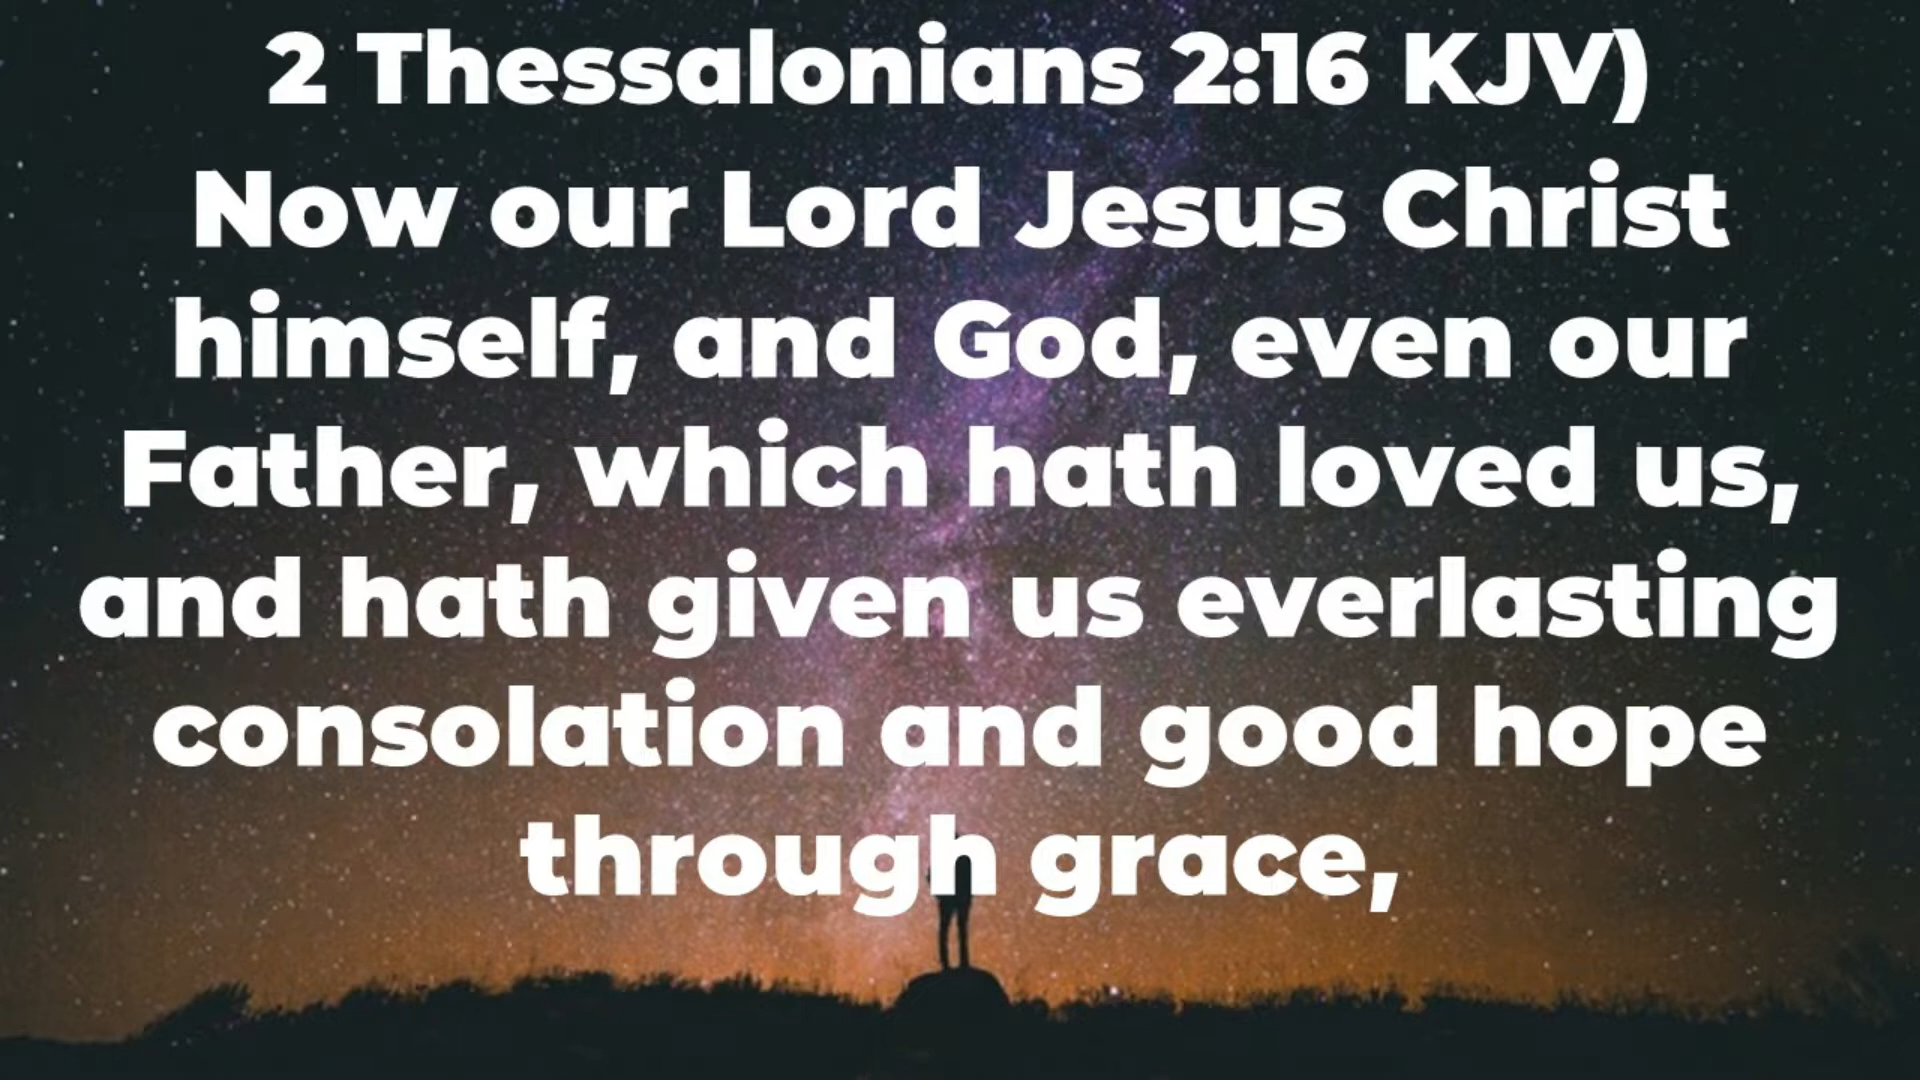 2 Thessalonians 2:16 KJV)
Now our Lord Jesus Christ
himself, and God, even our
Father, which hath loved us,
and hath given us everlasting
consolation and good hope
through grace,